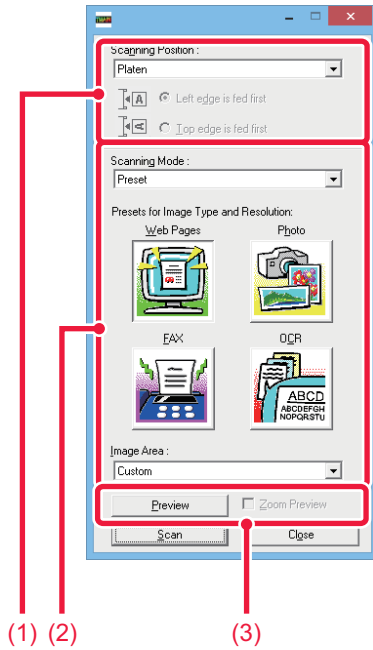 Scanning Position :
Platen
A Left edge is fed first
A Top edge is fed first
Scanning Mode :
Preset
Presets for Image Type and Resolution:
Web Pages Photo
FAX OCR
ABCD
ABCDEFGH
NOPQRSTU
Image Area :
Custom
Preview Zoom Preview
Scan Close
(1) (2) (3)